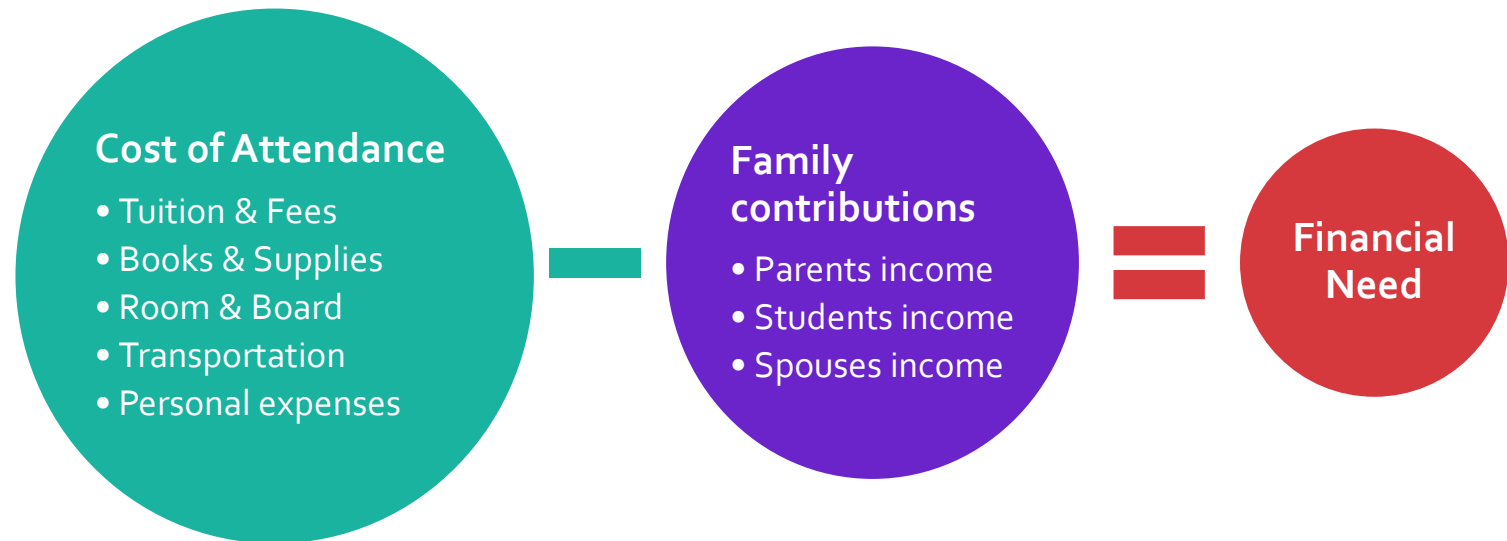 Cost of Attendance
• Tuition & Fees
• Books & Supplies
• Room & Board
• Transportation
• Personal expenses
Family
contributions
• Parents income
• Students income
• Spouses income
Financial
Need